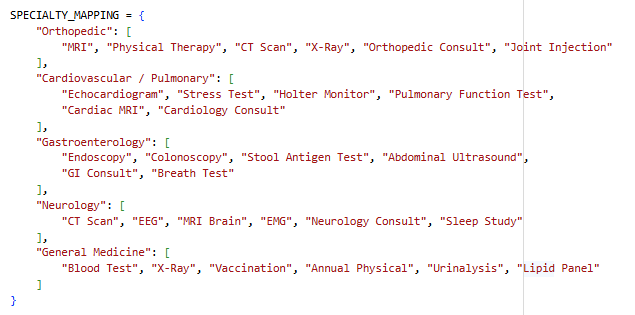 SPECIALTY_MAPPING = {
    "Orthopedic": [
        "MRI", "Physical Therapy", "CT Scan", "X-Ray", "Orthopedic Consult", "Joint Injection"
    ],
    "Cardiovascular / Pulmonary": [
        "Echocardiogram", "Stress Test", "Holter Monitor", "Pulmonary Function Test",
        "Cardiac MRI", "Cardiology Consult"
    ],
    "Gastroenterology": [
        "Endoscopy", "Colonoscopy", "Stool Antigen Test", "Abdominal Ultrasound",
        "GI Consult", "Breath Test"
    ],
    "Neurology": [
        "CT Scan", "EEG", "MRI Brain", "EMG", "Neurology Consult", "Sleep Study"
    ],
    "General Medicine": [
        "Blood Test", "X-Ray", "Vaccination", "Annual Physical", "Urinalysis", "Lipid Panel"
    ]
}